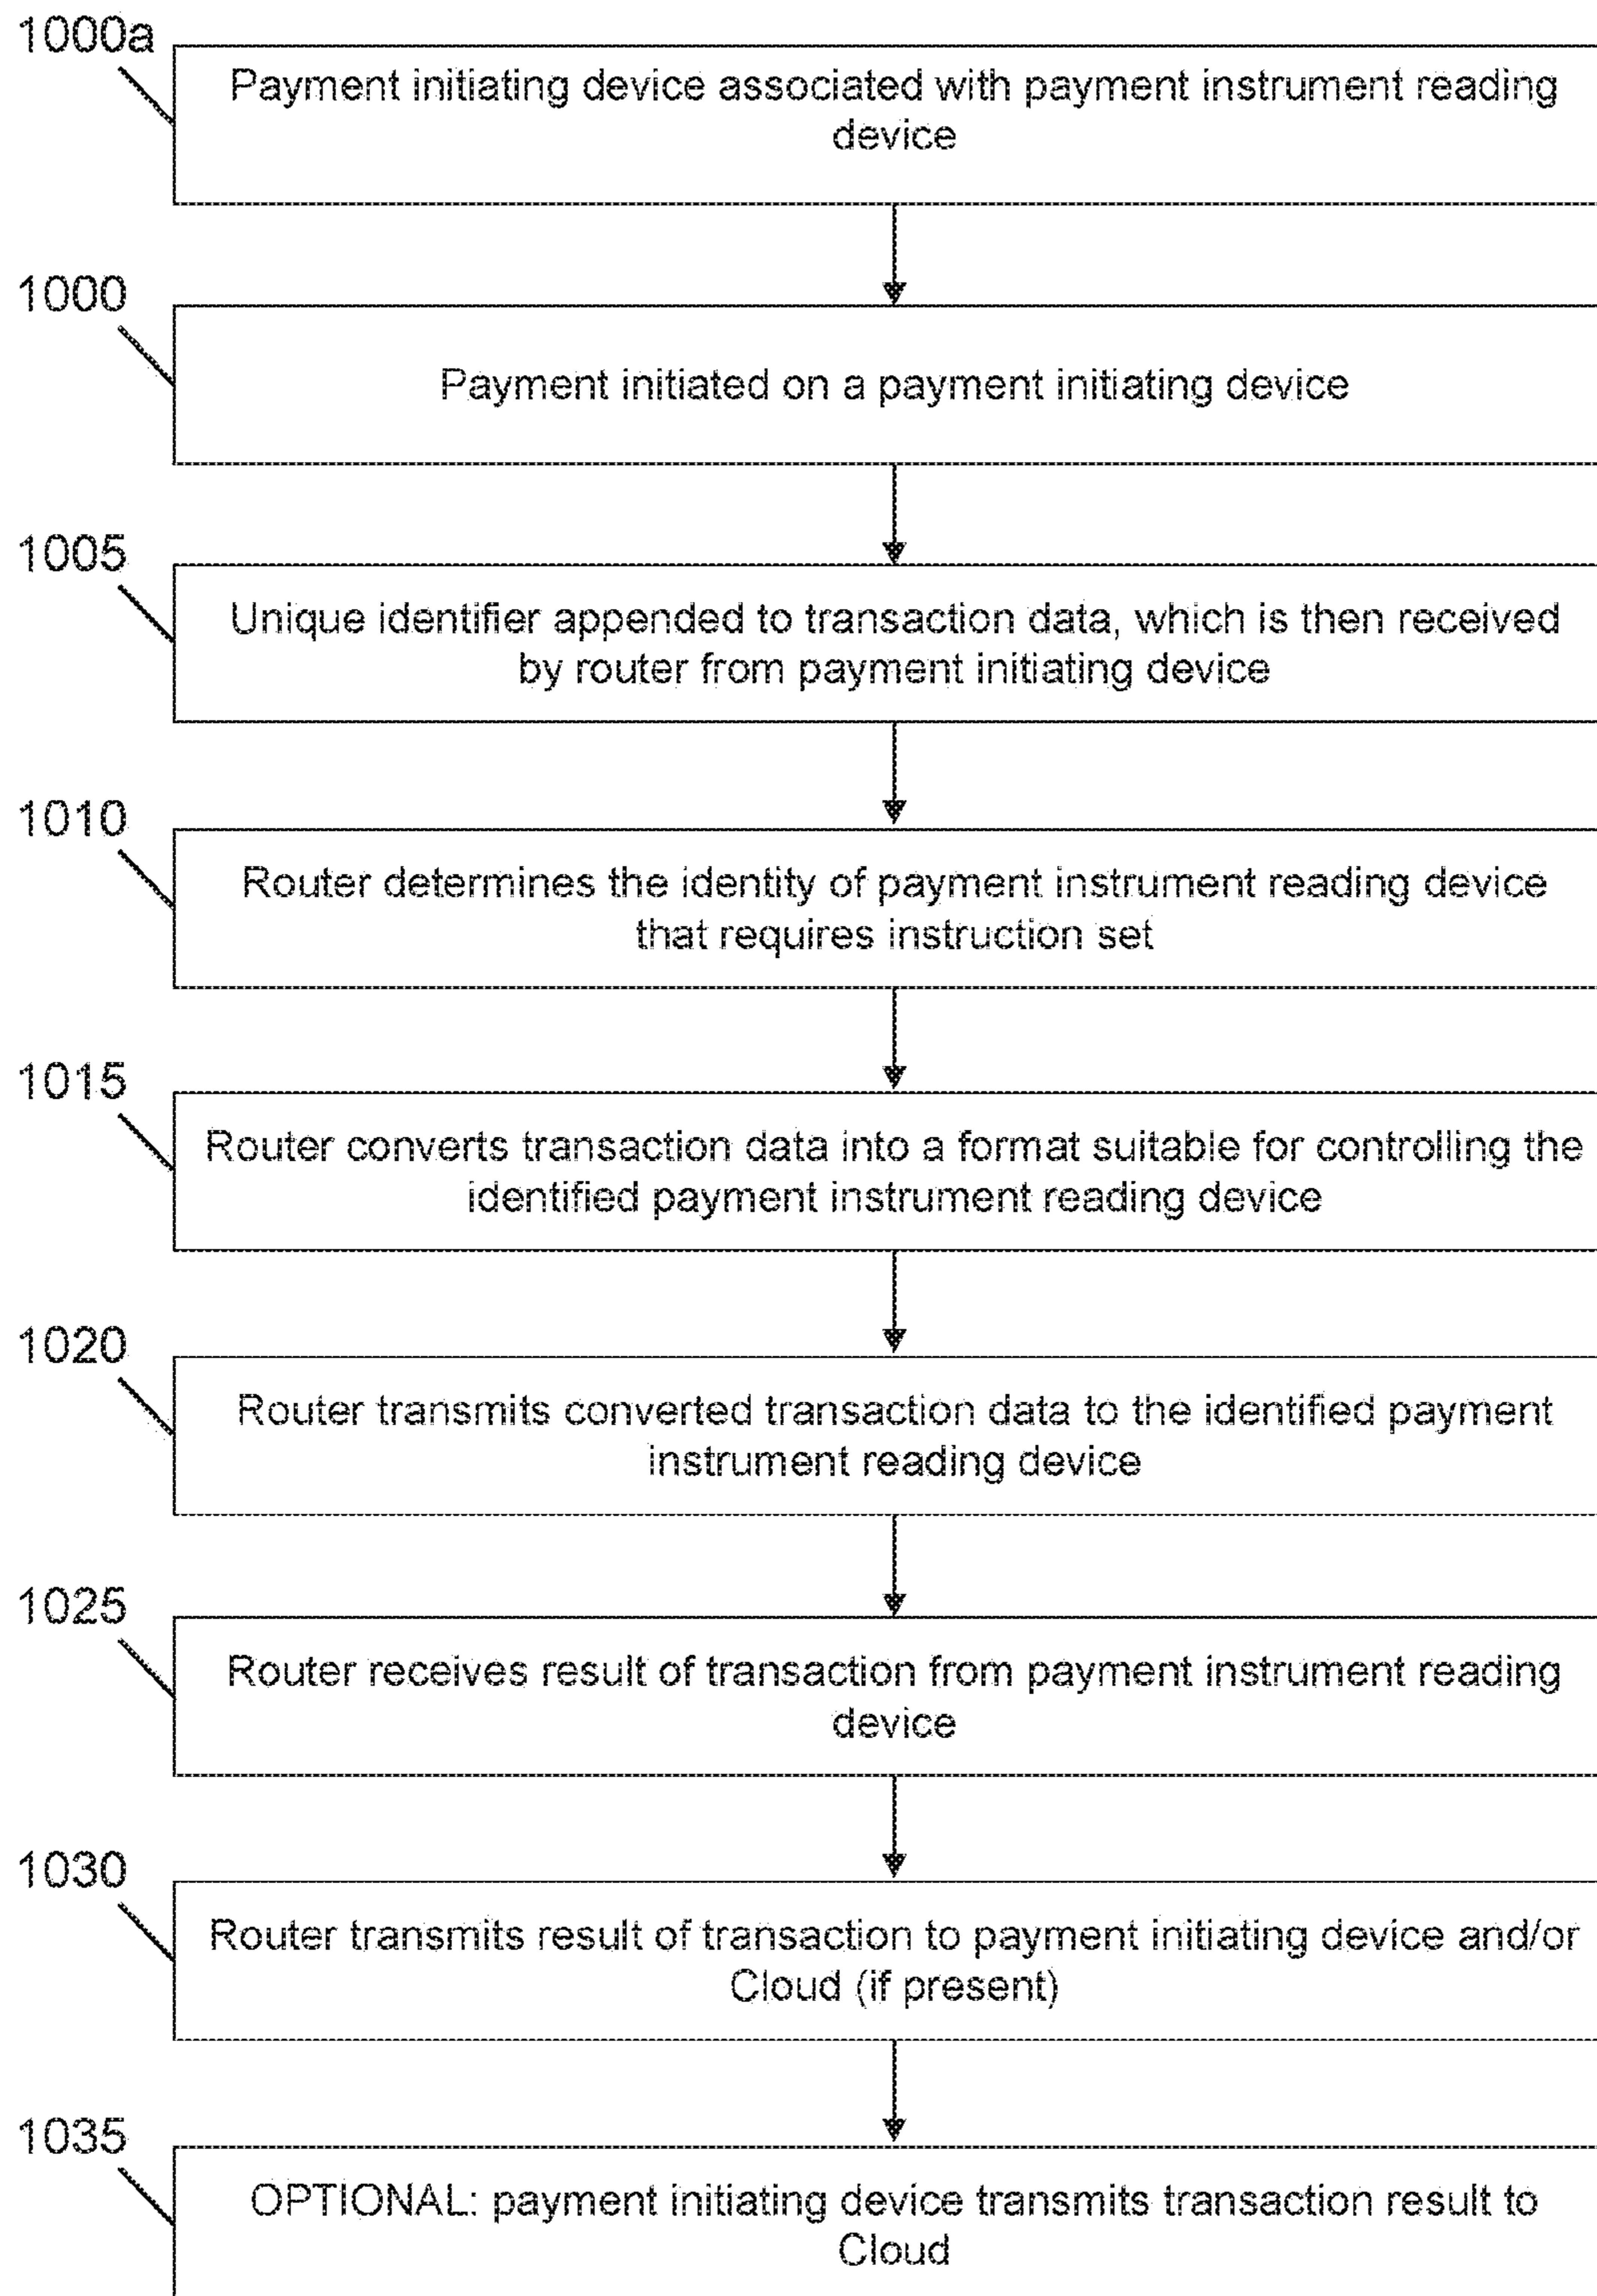 1000a
Payment initiating device associated with payment instrument reading
device
1000
Payment initiated on a payment initiating device
1005
Unique identifier appended to transaction data, which is then received
by router from payment initiating device
1010
Router determines the identity of payment instrument reading device
that requires instruction set
1015
Router converts transaction data into a format suitable for controlling the
identified payment instrument reading device
1020
Router transmits converted transaction data to the identified payment
instrument reading device
1025
Router receives result of transaction from payment instrument reading
device
1030
Router transmits result of transaction to payment initiating device and/or
Cloud (if present)
1035
OPTIONAL: payment initiating device transmits transaction result to
Cloud